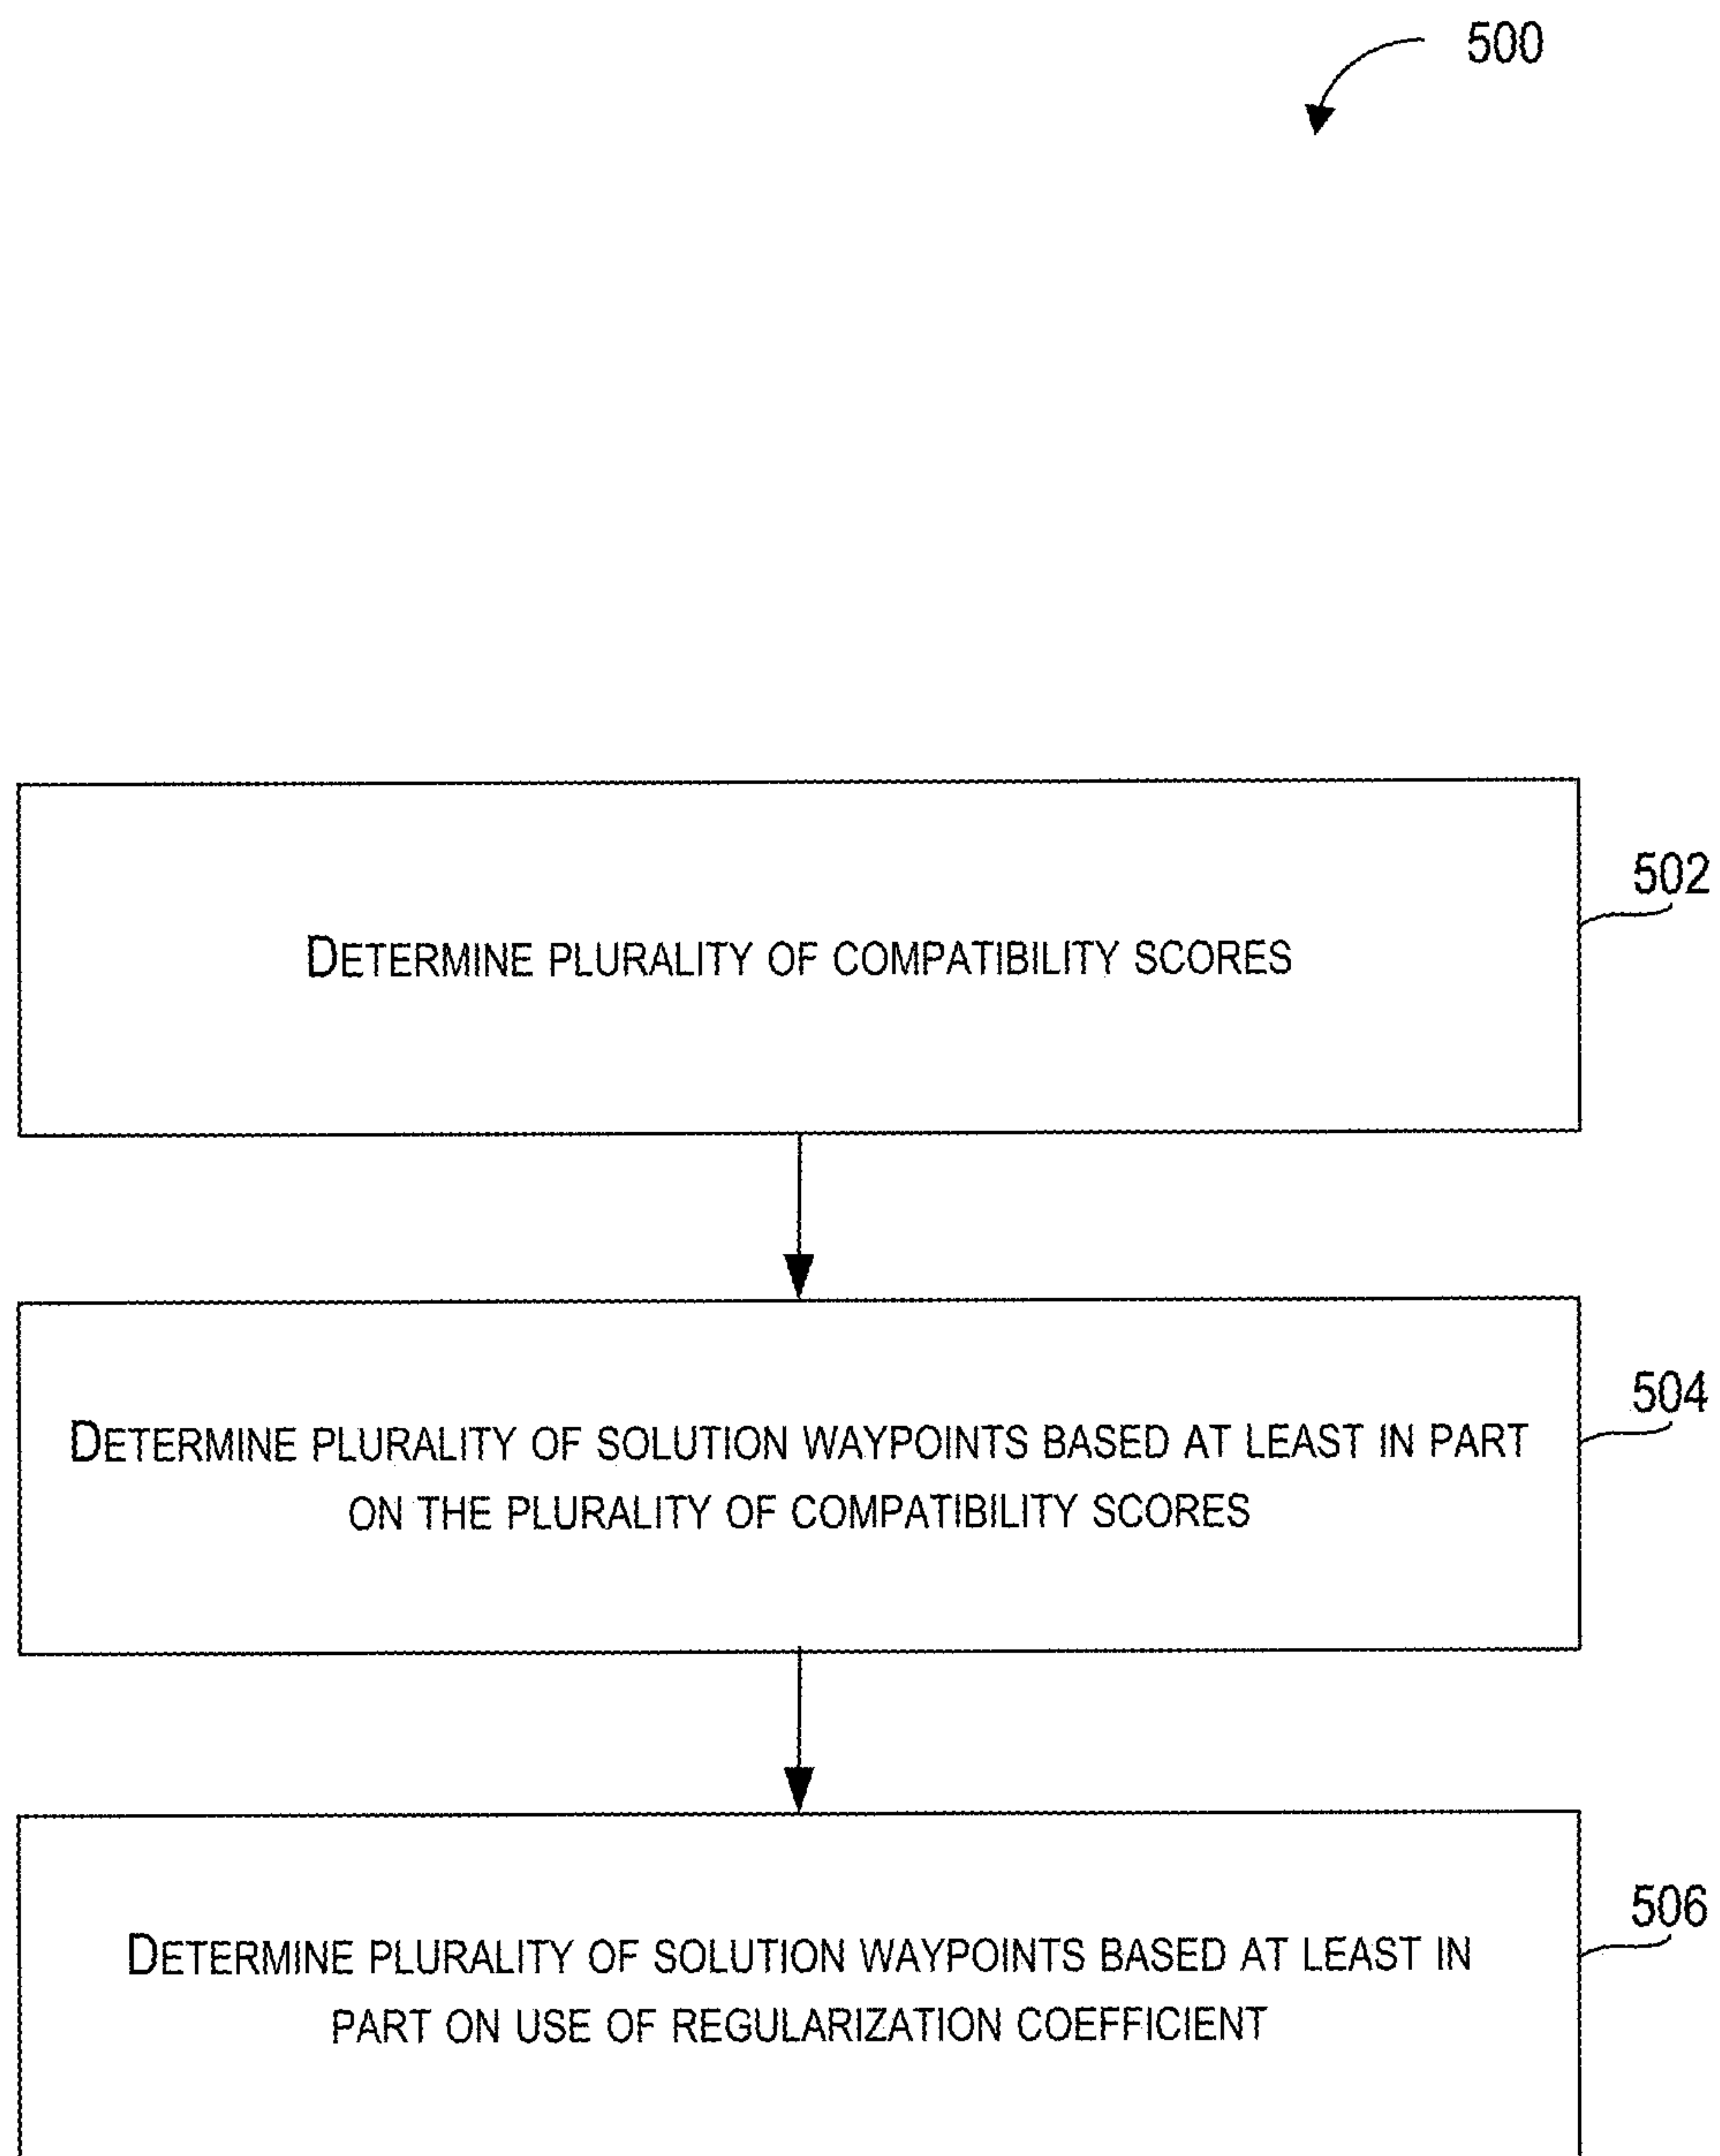 500
502
DETERMINE PLURALITY OF COMPATIBILITY SCORES
504
DETERMINE PLURALITY OF SOLUTION WAYPOINTS BASED AT LEAST IN PART
ON THE PLURALITY OF COMPATIBILITY SCORES
506
DETERMINE PLURALITY OF SOLUTION WAYPOINTS BASED AT LEAST IN
PART ON USE OF REGULARIZATION COEFFICIENT